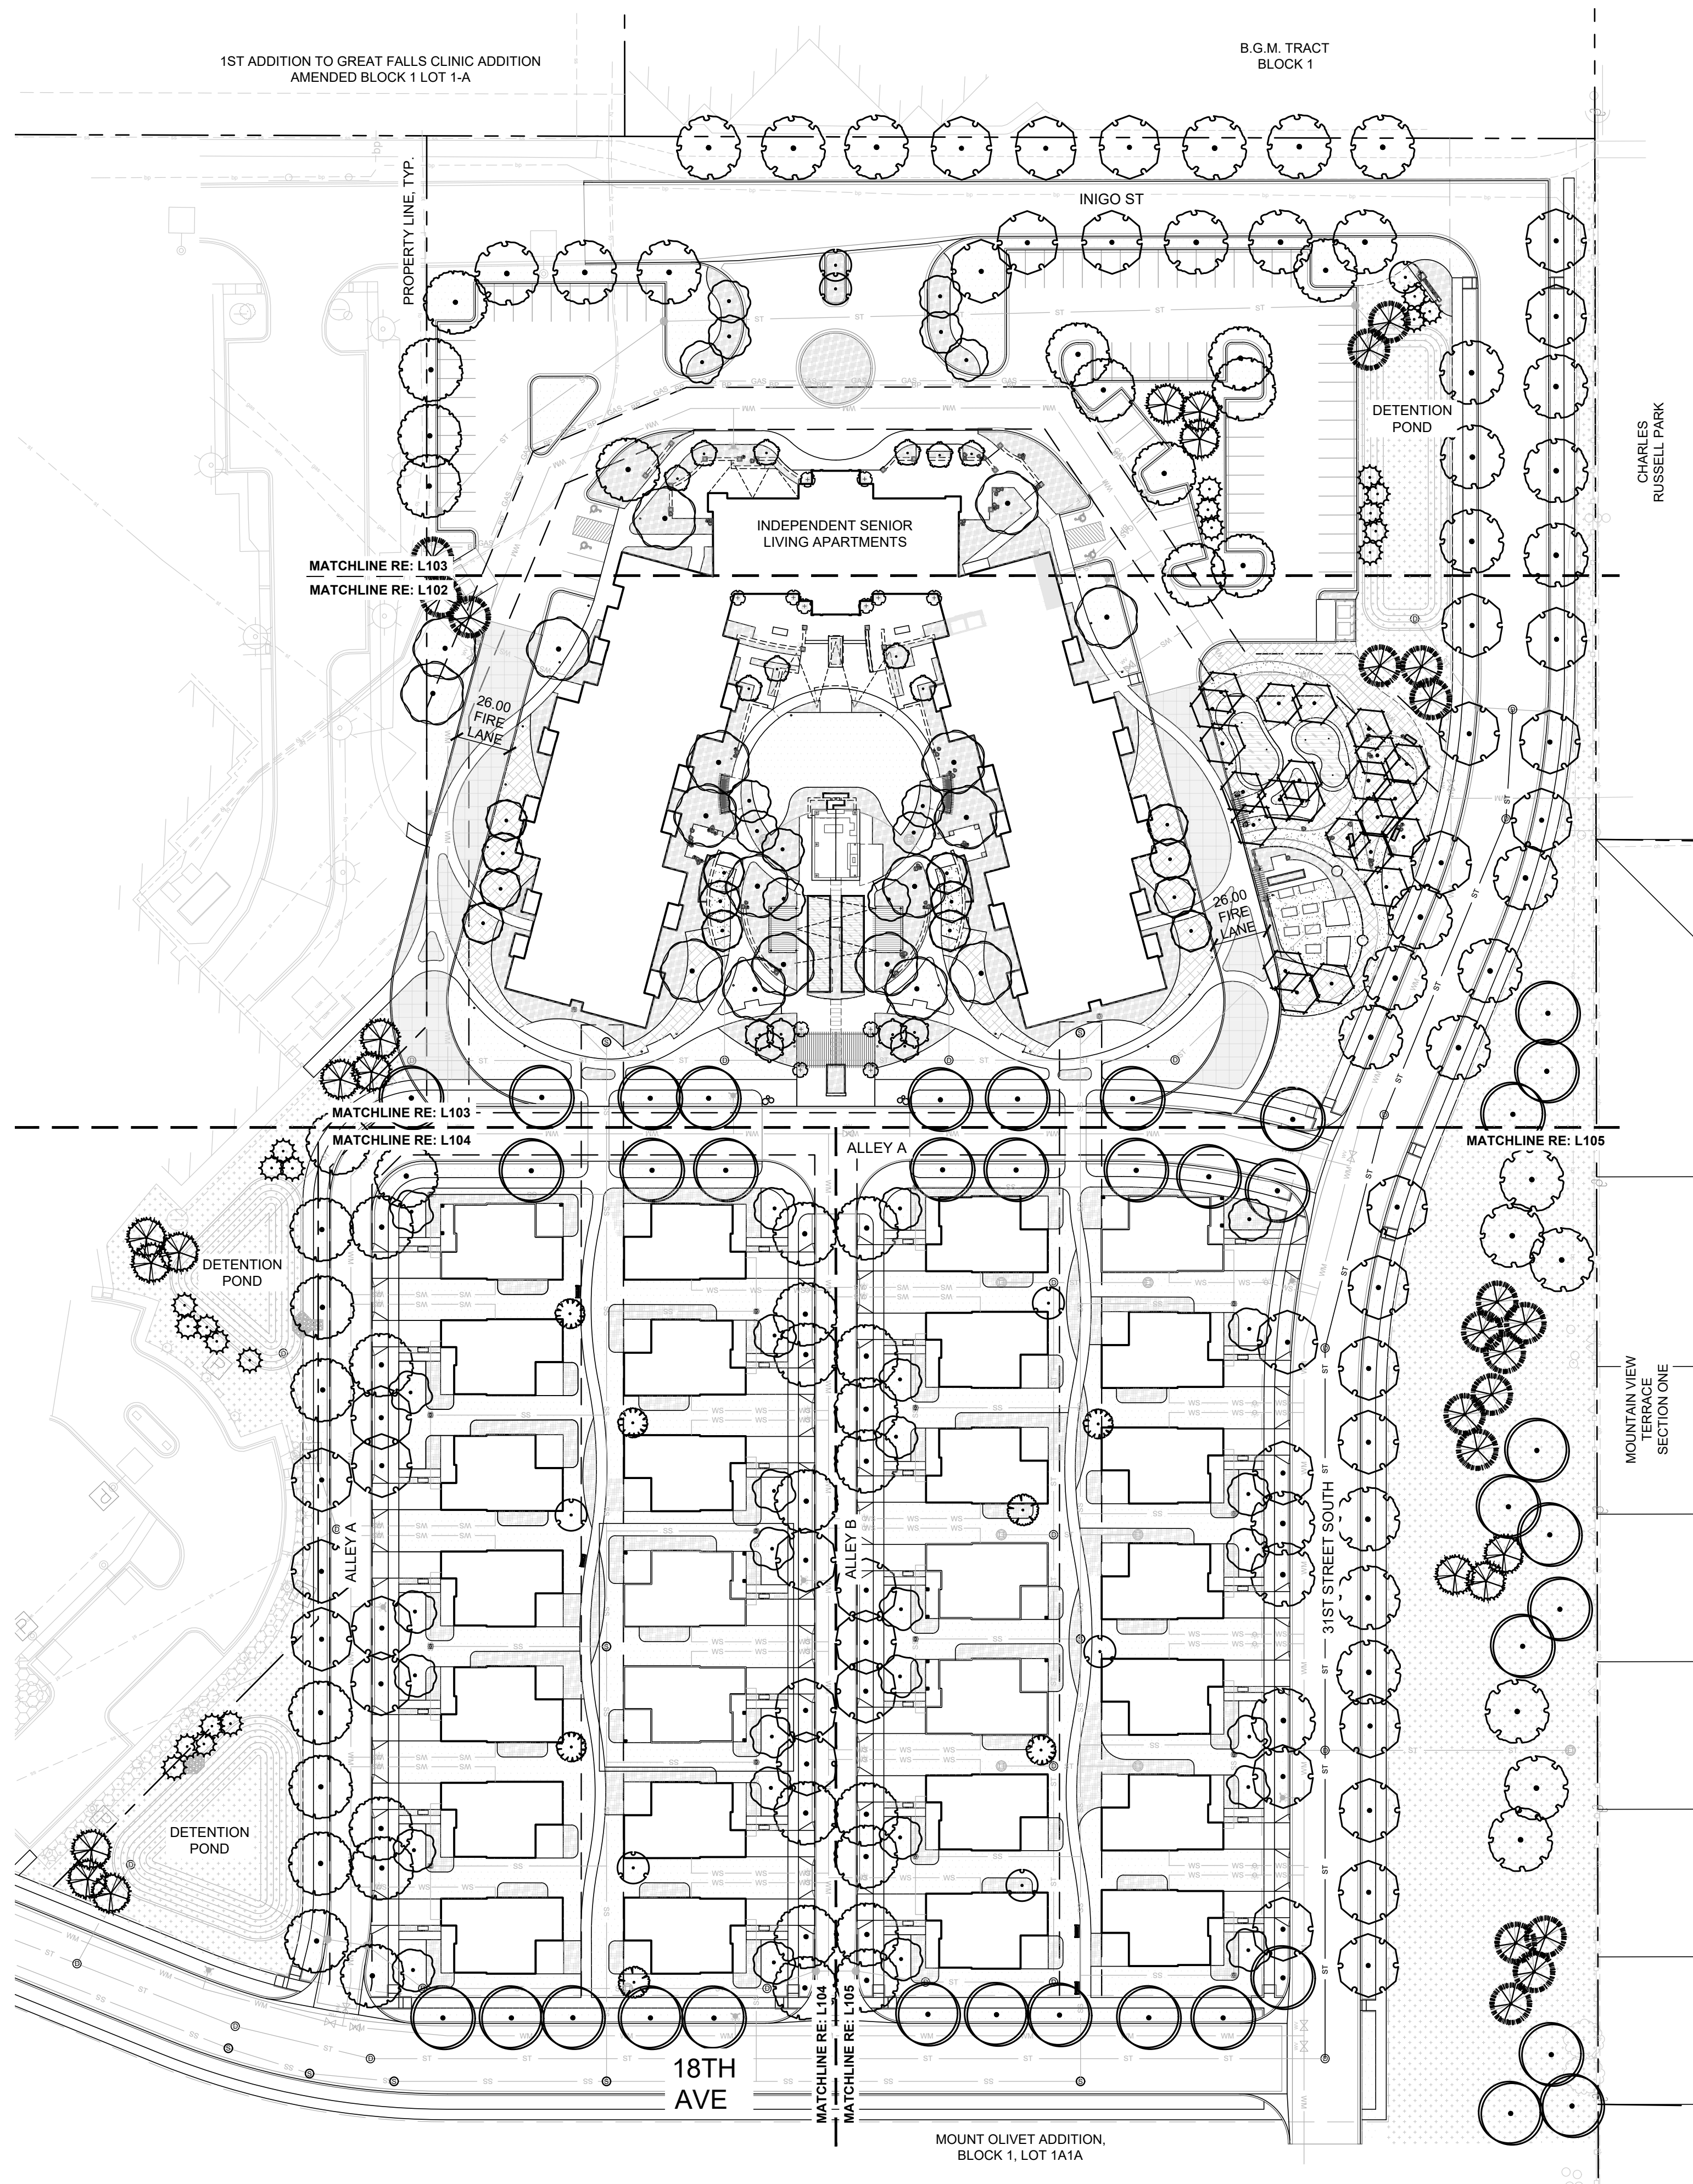 1ST ADDITION TO GREAT FALLS CLINIC ADDITION
AMENDED BLOCK 1 LOT 1-A
B.G.M. TRACT
BLOCK 1
PROPERTY LINE, TYP.
INIGO ST
DETENTION
POND
CHARLES
RUSSELL PARK
INDEPENDENT SENIOR
LIVING APARTMENTS
MATCHLINE RE: L103
MATCHLINE RE: L102
26.00
FIRE
LANE
26.00
FIRE
LANE
MATCHLINE RE: L103
MATCHLINE RE: L104
MATCHLINE RE: L105
ALLEY A
DETENTION
POND
ALLEY A
ALLEY B
31ST STREET SOUTH
MOUNTAIN VIEW
TERRACE
SECTION ONE
DETENTION
POND
MATCHLINE RE: L104
MATCHLINE RE: L105
18TH
AVE
MOUNT OLIVET ADDITION,
BLOCK 1, LOT 1A1A